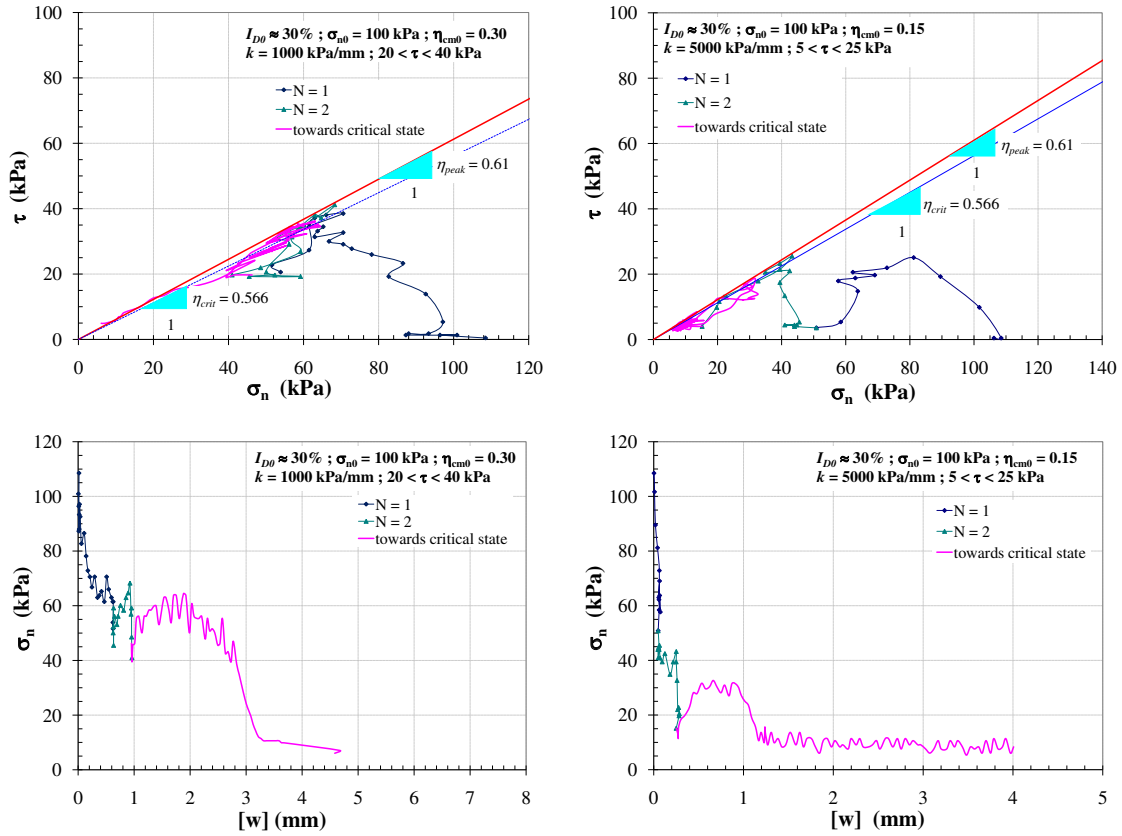 I_D0 ≈ 30% ; σ_n0 = 100 kPa ; η_cm0 = 0.30
k = 1000 kPa/mm ; 20 < τ < 40 kPa
N = 1
N = 2
towards critical state
η_peak = 0.61
1
η_crit = 0.566
1
τ (kPa)
80
70
60
50
40
30
20
10
0
0 20 40 60 80 100 120
σ_n (kPa)
I_D0 ≈ 30% ; σ_n0 = 100 kPa ; η_cm0 = 0.15
k = 5000 kPa/mm ; 5 < τ < 25 kPa
N = 1
N = 2
towards critical state
η_peak = 0.61
1
η_crit = 0.566
1
τ (kPa)
100
80
60
40
20
0
0 20 40 60 80 100 120 140
σ_n (kPa)
I_D0 ≈ 30% ; σ_n0 = 100 kPa ; η_cm0 = 0.30
k = 1000 kPa/mm ; 20 < τ < 40 kPa
N = 1
N = 2
towards critical state
σ_n (kPa)
120
100
80
60
40
20
0
0 1 2 3 4 5 6 7 8
[w] (mm)
I_D0 ≈ 30% ; σ_n0 = 100 kPa ; η_cm0 = 0.15
k = 5000 kPa/mm ; 5 < τ < 25 kPa
N = 1
N = 2
towards critical state
σ_n (kPa)
120
100
80
60
40
20
0
0 1 2 3 4 5
[w] (mm)